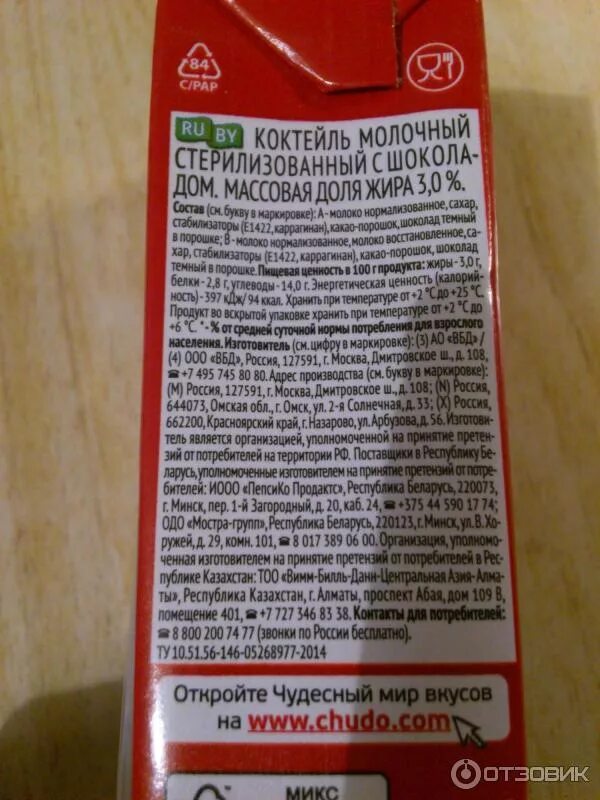 84
C/PAP
RU BY КОКТЕЙЛЬ МОЛОЧНЫЙ
СТЕРИЛИЗОВАННЫЙ С ШОКОЛА-
ДОМ. МАССОВАЯ ДОЛЯ ЖИРА 3,0 %.
Состав (см. букву в маркировке): А - молоко нормализованное, сахар,
стабилизаторы (Е1422, каррагинан), какао-порошок, шоколад темный
в порошке; В - молоко нормализованное, молоко восстановленное, са-
хар, стабилизаторы (Е1422, каррагинан), какао-порошок, шоколад
темный в порошке. Пищевая ценность в 100 г продукта: жиры - 3,0 г,
белки - 2,8 г, углеводы - 14,0 г. Энергетическая ценность (калорий-
ность) - 397 кДж/ 94 ккал. Хранить при температуре от +2 °C до +25 °C.
Продукт во вскрытой упаковке хранить при температуре от +2 °C до
+6 °C. * - % от средней суточной нормы потребления для взрослого
населения. Изготовитель (см. цифру в маркировке): (3) АО «ВБД» /
(4) ООО «ВБД», Россия, 127591, г. Москва, Дмитровское ш., д. 108,
☎+7 495 745 80 80. Адрес производства (см. букву в маркировке):
(M) Россия, 127591, г. Москва, Дмитровское ш., д. 108; (N) Россия,
644073, Омская обл., г. Омск, ул. 2-я Солнечная, д. 33; (X) Россия,
662200, Красноярский край, г. Назарово, ул. Арбузова, д. 56. Изготови-
тель является организацией, уполномоченной на принятие претен-
зий от потребителей на территории РФ. Поставщики в Республику Бе-
ларусь, уполномоченные изготовителем на принятие претензий от потре-
бителей: ИООО «ПепсиКо Продактс», Республика Беларусь, 220073,
г. Минск, пер. 1-й Загородный, д. 20, каб. 24, ☎+375 44 590 17 74;
ОДО «Мостра-групп», Республика Беларусь, 220123, г. Минск, ул. В. Хо-
ружей, д. 29, комн. 101, ☎ 8 017 389 06 00. Организация, уполномо-
ченная изготовителем на принятие претензий от потребителей в Рес-
публике Казахстан: ТОО «Вимм-Билль-Данн-Центральная Азия-Алма-
ты», Республика Казахстан, г. Алматы, проспект Абая, дом 109 В,
помещение 401, ☎+7 727 346 83 38. Контакты для потребителей:
☎ 8 800 200 74 77 (звонки по России бесплатно).
ТУ 10.51.56-146-05268977-2014
Откройте Чудесный мир вкусов
на www.chudo.com
МИКС
ОТЗОВИК